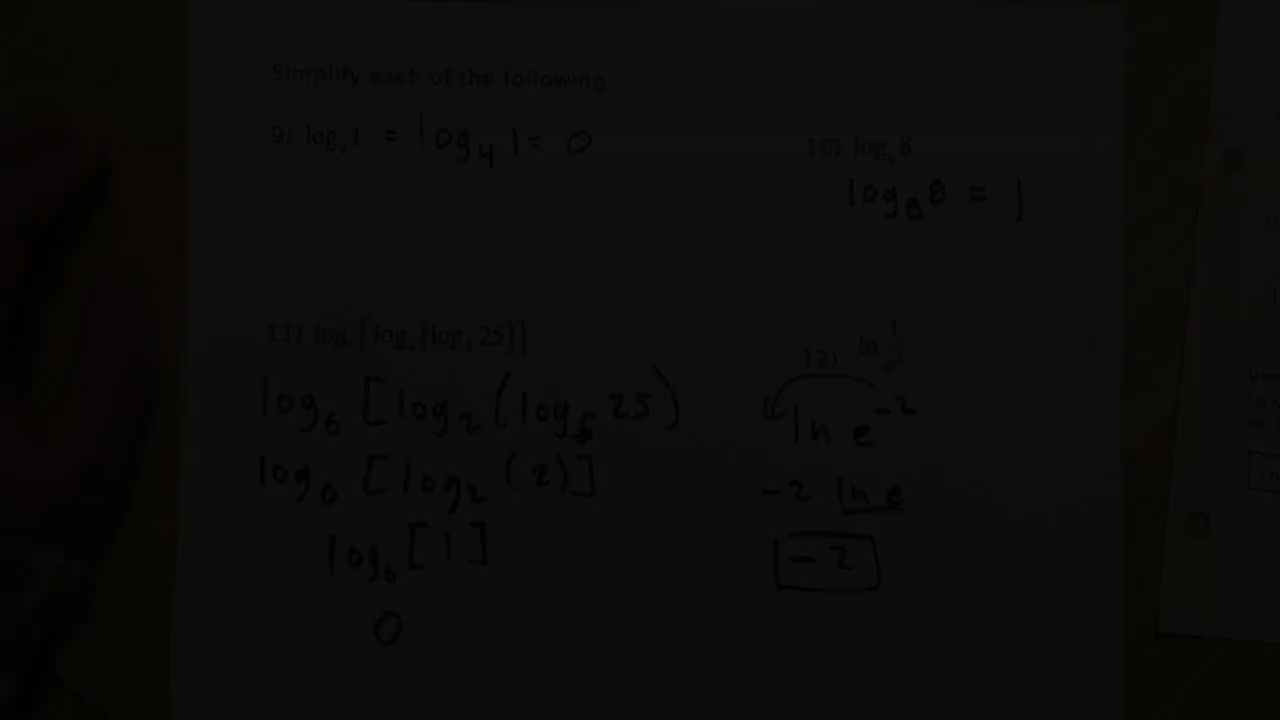 Simplify each of the following
9) log₄ 1 = log₄ 1 = 0
10) log₈ 8
log₈ 8 = 1
11) log₆ [log₂ (log₅ 25)]
log₆ [log₂ (log₅ 25)
log₆ [log₂ (2)]
log₆ [1]
0
12) ln 1/e²
ln e⁻²
-2 ln e
-2